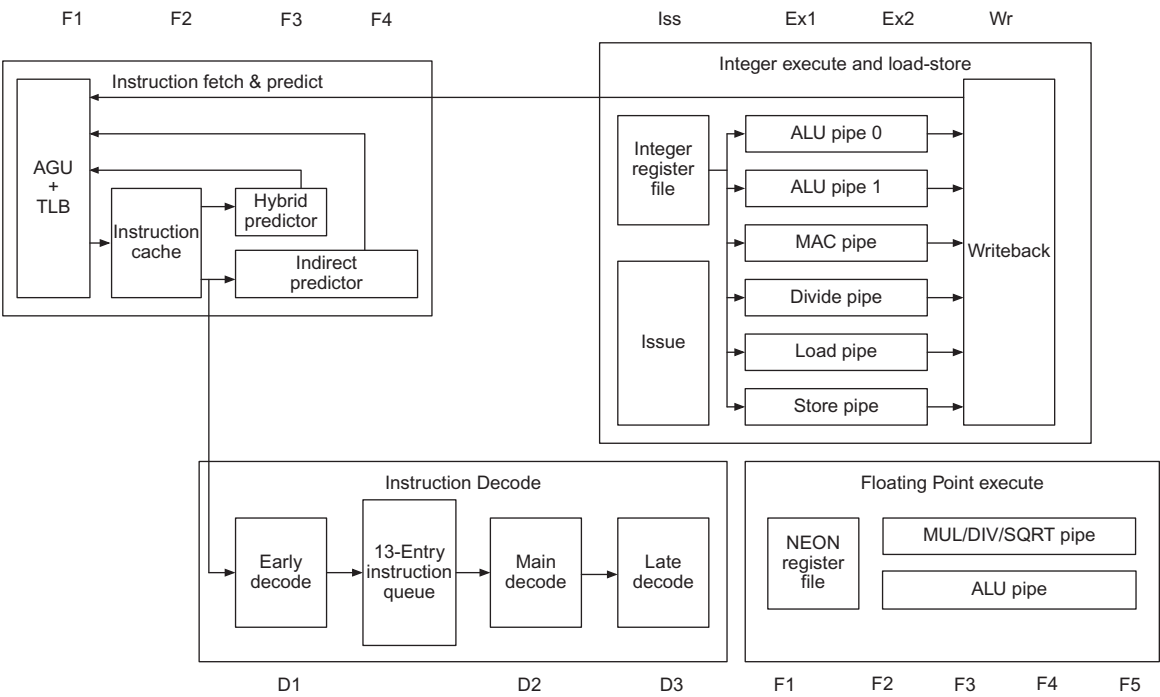 F1 F2 F3 F4 Iss Ex1 Ex2 Wr
Instruction fetch & predict
AGU
+
TLB
Instruction
cache
Hybrid
predictor
Indirect
predictor
Integer execute and load-store
Integer
register
file
Issue
ALU pipe 0
ALU pipe 1
MAC pipe
Divide pipe
Load pipe
Store pipe
Writeback
Instruction Decode
Early
decode
13-Entry
instruction
queue
Main
decode
Late
decode
Floating Point execute
NEON
register
file
MUL/DIV/SQRT pipe
ALU pipe
D1 D2 D3 F1 F2 F3 F4 F5